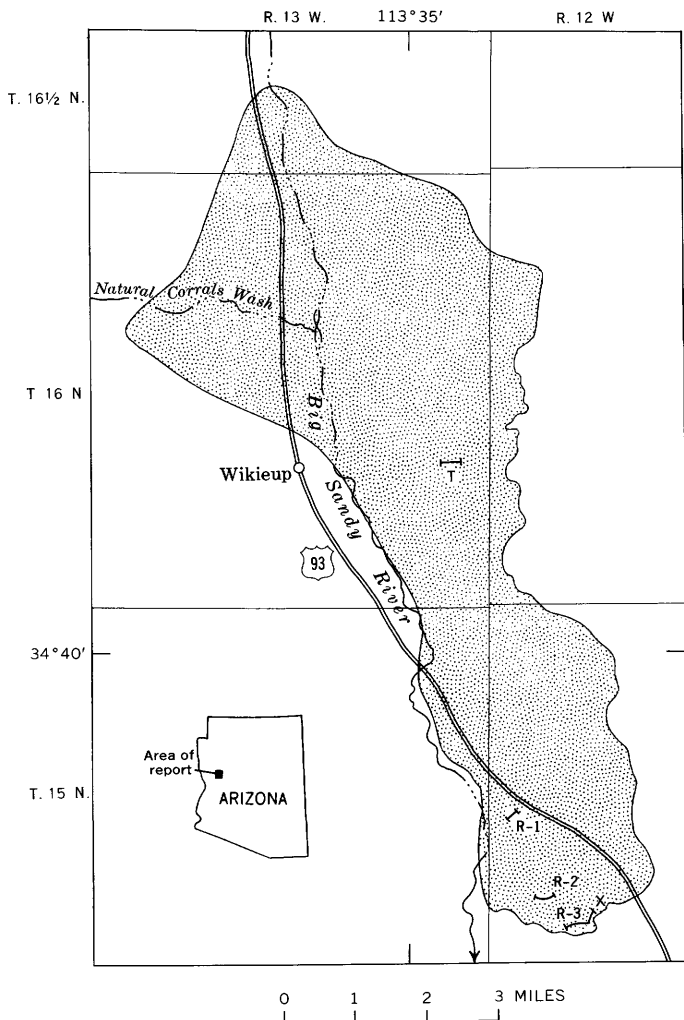 R. 13 W. 113°35' R. 12 W.
T. 16½ N.
Natural Corrals Wash
T 16 N
Big
Wikieup
T
Sandy
93
River
34°40'
Area of
report
ARIZONA
T. 15 N.
R-1
R-2
X
R-3
0 1 2 3 MILES